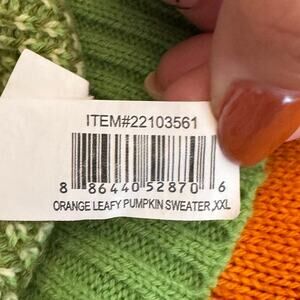 ITEM#22103561
8 86440 52870 6
ORANGE LEAFY PUMPKIN SWEATER ,XXL